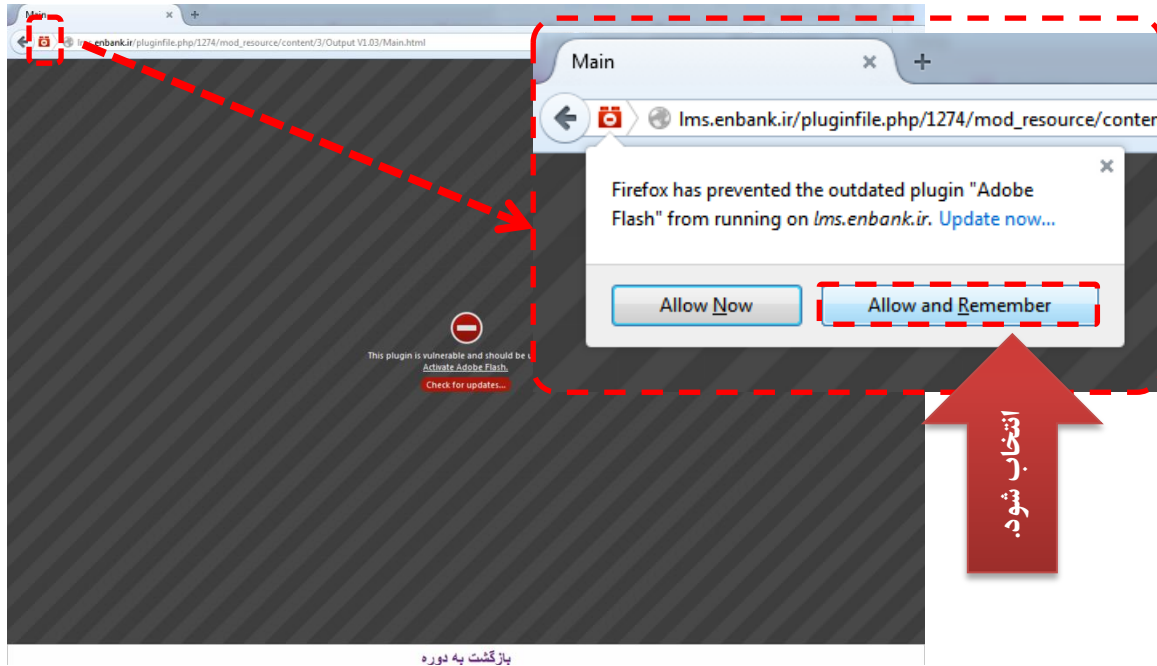 Main
lms.enbank.ir/pluginfile.php/1274/mod_resource/content/3/Output V1.03/Main.html
Main
lms.enbank.ir/pluginfile.php/1274/mod_resource/conten
Firefox has prevented the outdated plugin "Adobe
Flash" from running on lms.enbank.ir. Update now...
Allow Now
Allow and Remember
This plugin is vulnerable and should be u
Activate Adobe Flash.
Check for updates...
انتخاب شود.
بازگشت به دوره